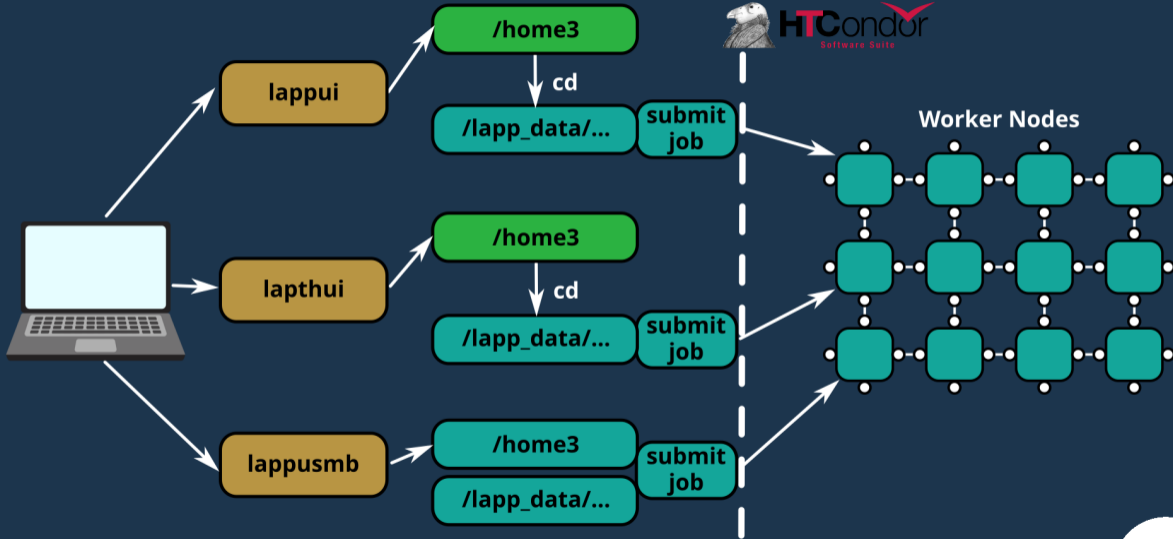 /home3
HTCondor
Software Suite
lappui
cd
/lapp_data/...
submit
job
Worker Nodes
/home3
lapthui
cd
/lapp_data/...
submit
job
/home3
lappusmb
submit
job
/lapp_data/...